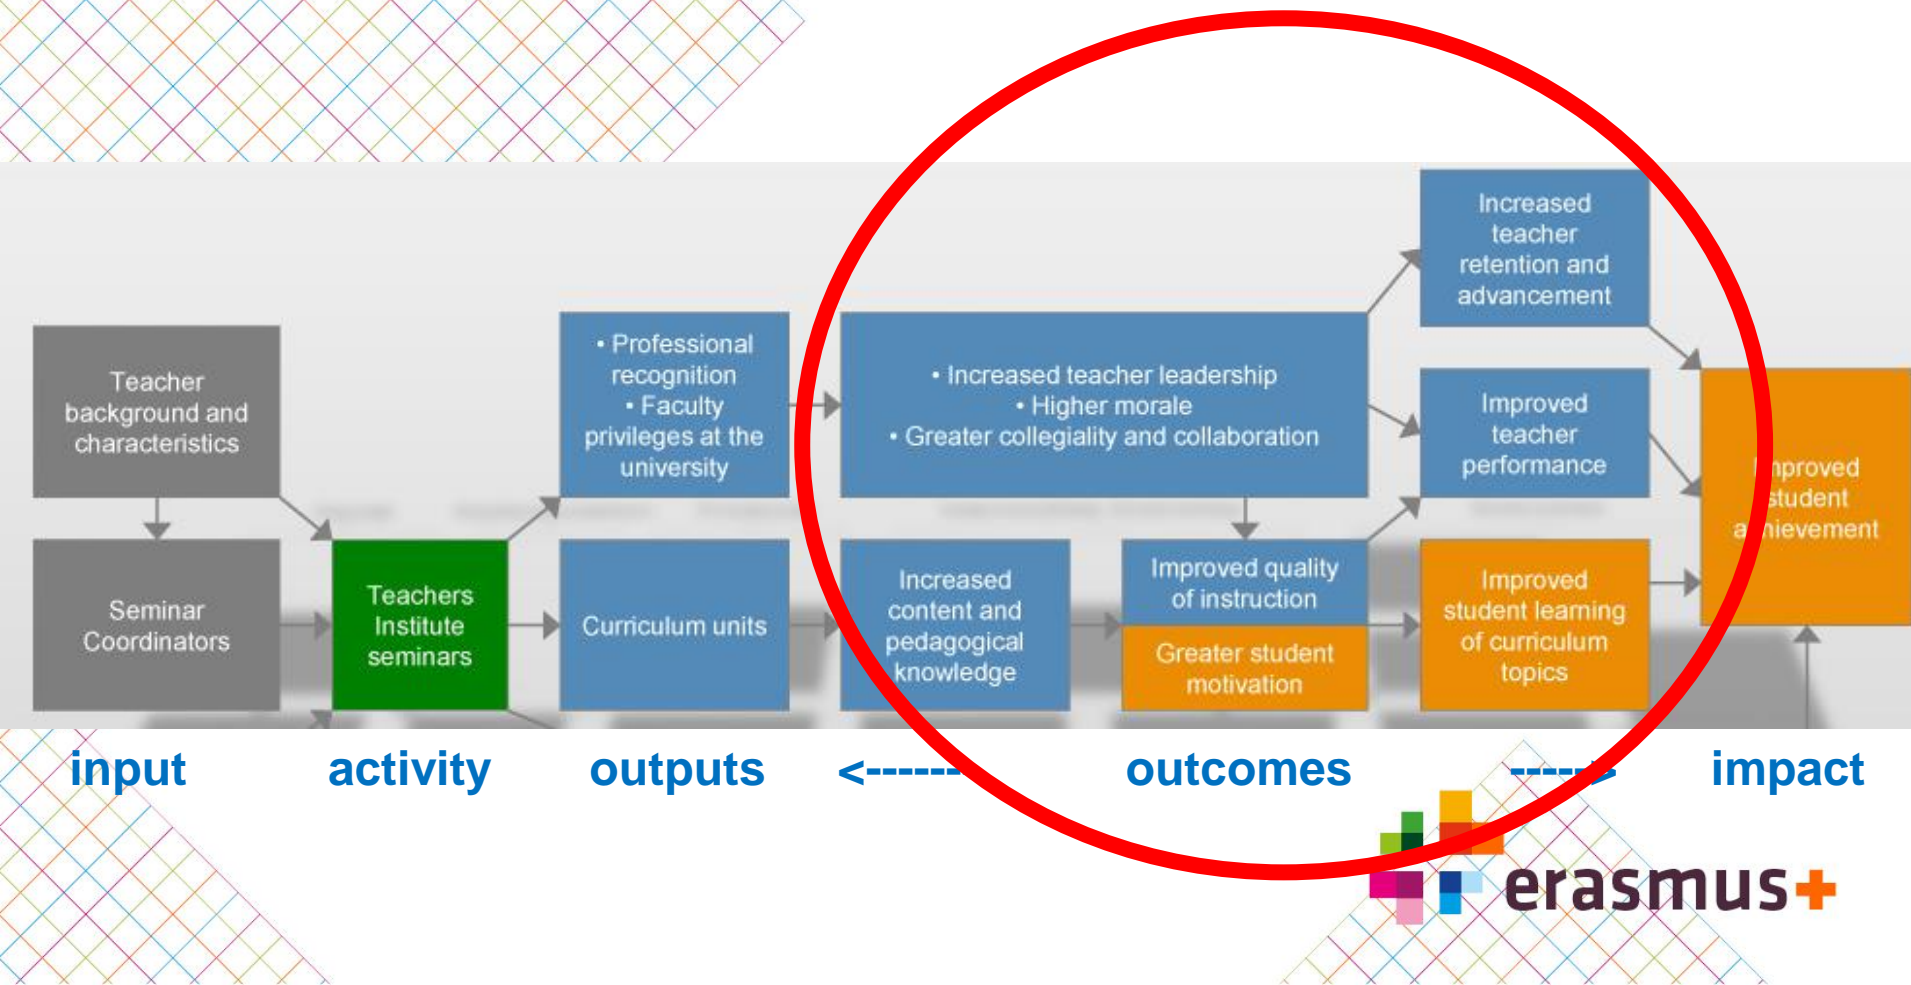 Increased
teacher
retention and
advancement
Teacher
background and
characteristics
• Professional
recognition
• Faculty
privileges at the
university
• Increased teacher leadership
• Higher morale
• Greater collegiality and collaboration
Improved
teacher
performance
Improved
student
achievement
Seminar
Coordinators
Teachers
Institute
seminars
Curriculum units
Increased
content and
pedagogical
knowledge
Improved quality
of instruction
Greater student
motivation
Improved
student learning
of curriculum
topics
input activity outputs <------ outcomes -----> impact
erasmus+